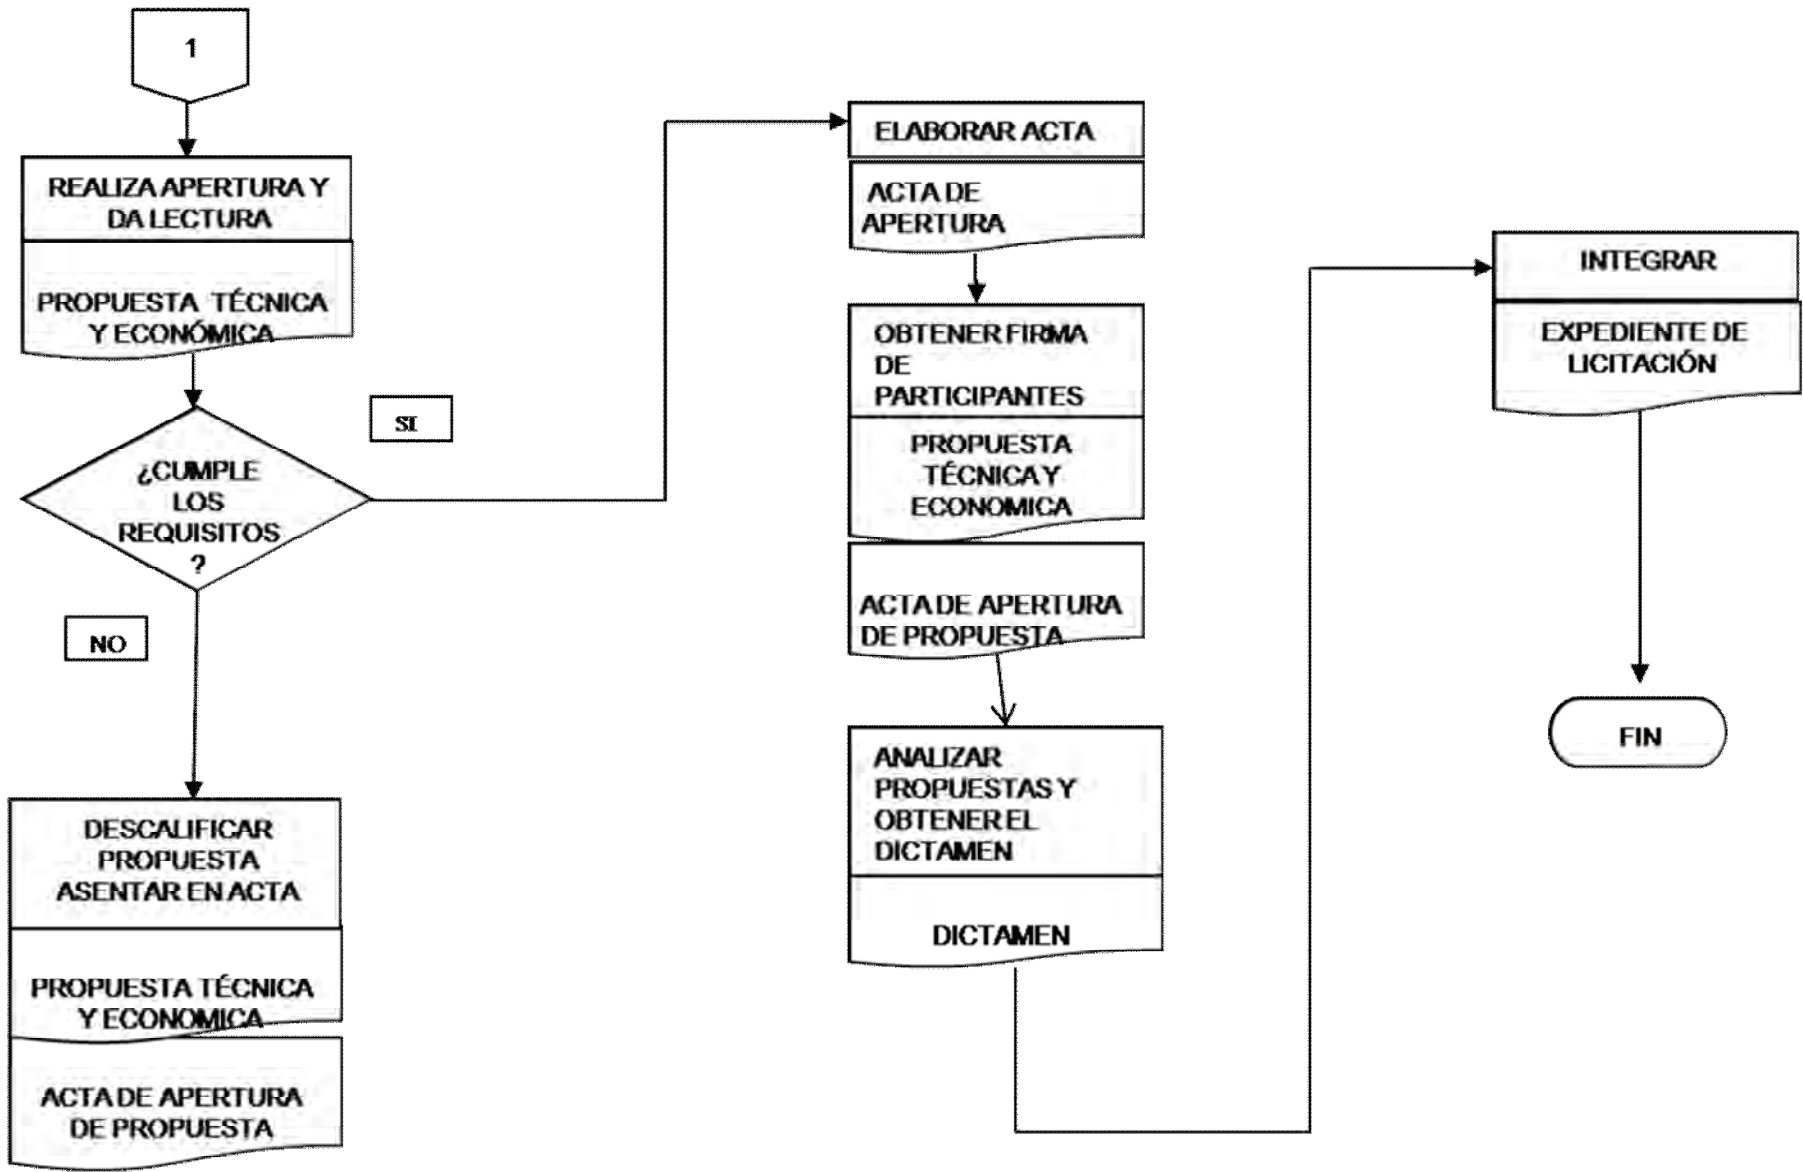 1
REALIZA APERTURA Y
DA LECTURA
PROPUESTA TÉCNICA
Y ECONÓMICA
SI
¿CUMPLE
LOS
REQUISITOS
?
NO
DESCALIFICAR
PROPUESTA
ASENTAR EN ACTA
PROPUESTA TÉCNICA
Y ECONOMICA
ACTA DE APERTURA
DE PROPUESTA
ELABORAR ACTA
ACTA DE
APERTURA
OBTENER FIRMA
DE
PARTICIPANTES
PROPUESTA
TÉCNICA Y
ECONOMICA
ACTA DE APERTURA
DE PROPUESTA
ANALIZAR
PROPUESTAS Y
OBTENER EL
DICTAMEN
DICTAMEN
INTEGRAR
EXPEDIENTE DE
LICITACIÓN
FIN